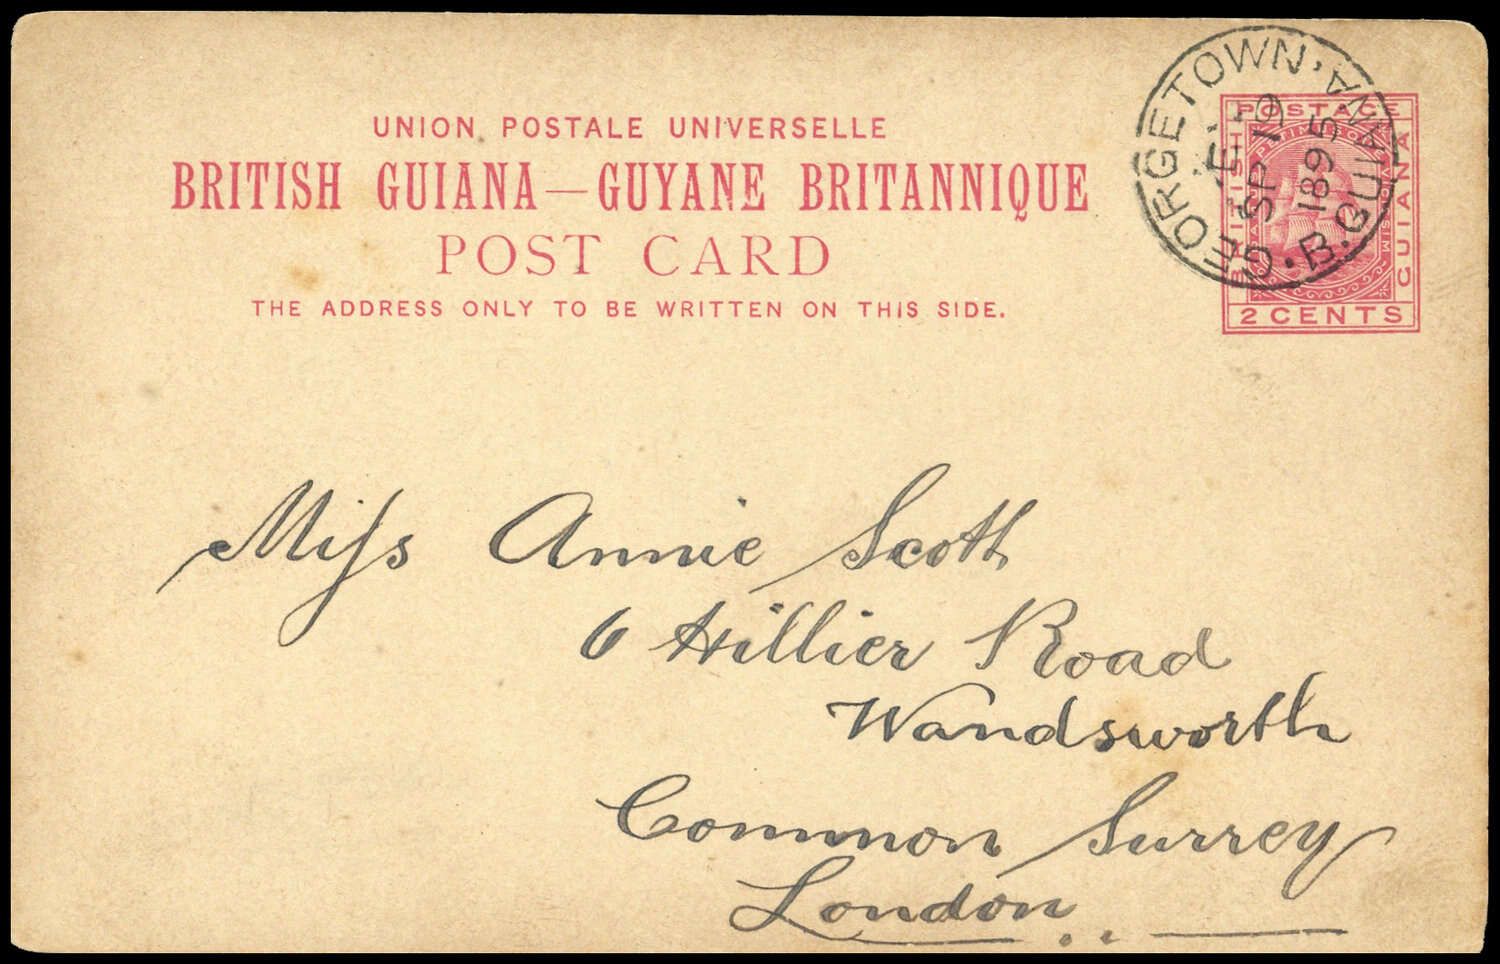 UNION POSTALE UNIVERSELLE
BRITISH GUIANA—GUYANE BRITANNIQUE
POST CARD
THE ADDRESS ONLY TO BE WRITTEN ON THIS SIDE.
GEORGETOWN. B. GUIANA
E
SP 19
1895
POSTAGE
BRITISH
GUIANA
2 CENTS
Miss Annie Scott
6 Hillier Road
Wandsworth
Common Surrey
London